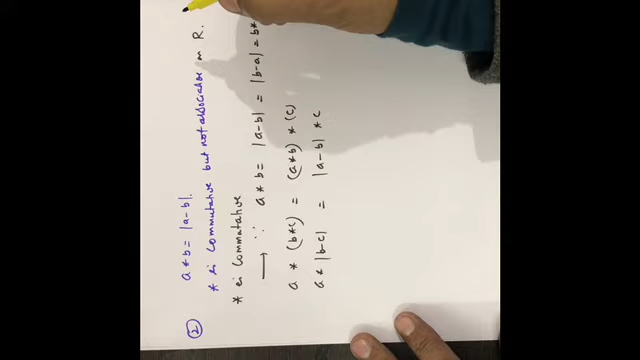 ② a * b = |a-b|.
* is commutative but not associative on R.
* is commutative
→ ∵ a * b = |a-b| = |b-a| = b*
a * (b*c) = (a*b) * (c)
a * |b-c| = |a-b| * c